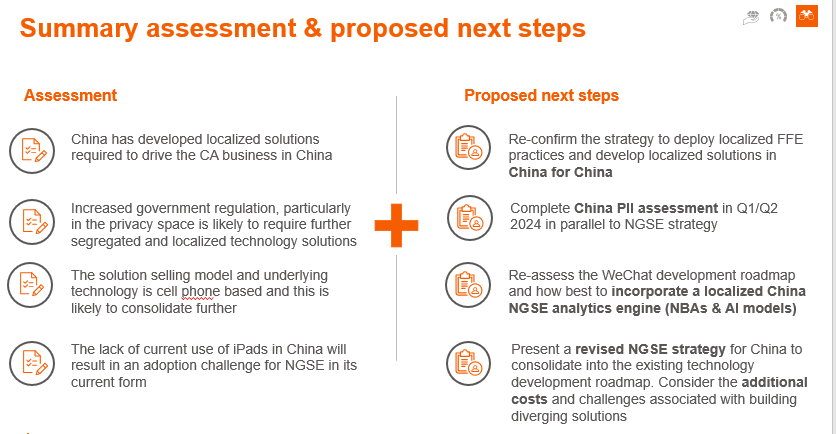 Summary assessment & proposed next steps
%
Assessment
China has developed localized solutions
required to drive the CA business in China
Increased government regulation, particularly
in the privacy space is likely to require further
segregated and localized technology solutions
The solution selling model and underlying
technology is cell phone based and this is
likely to consolidate further
The lack of current use of iPads in China will
result in an adoption challenge for NGSE in its
current form
Proposed next steps
Re-confirm the strategy to deploy localized FFE
practices and develop localized solutions in
China for China
Complete China PII assessment in Q1/Q2
2024 in parallel to NGSE strategy
Re-assess the WeChat development roadmap
and how best to incorporate a localized China
NGSE analytics engine (NBAs & AI models)
Present a revised NGSE strategy for China to
consolidate into the existing technology
development roadmap. Consider the additional
costs and challenges associated with building
diverging solutions